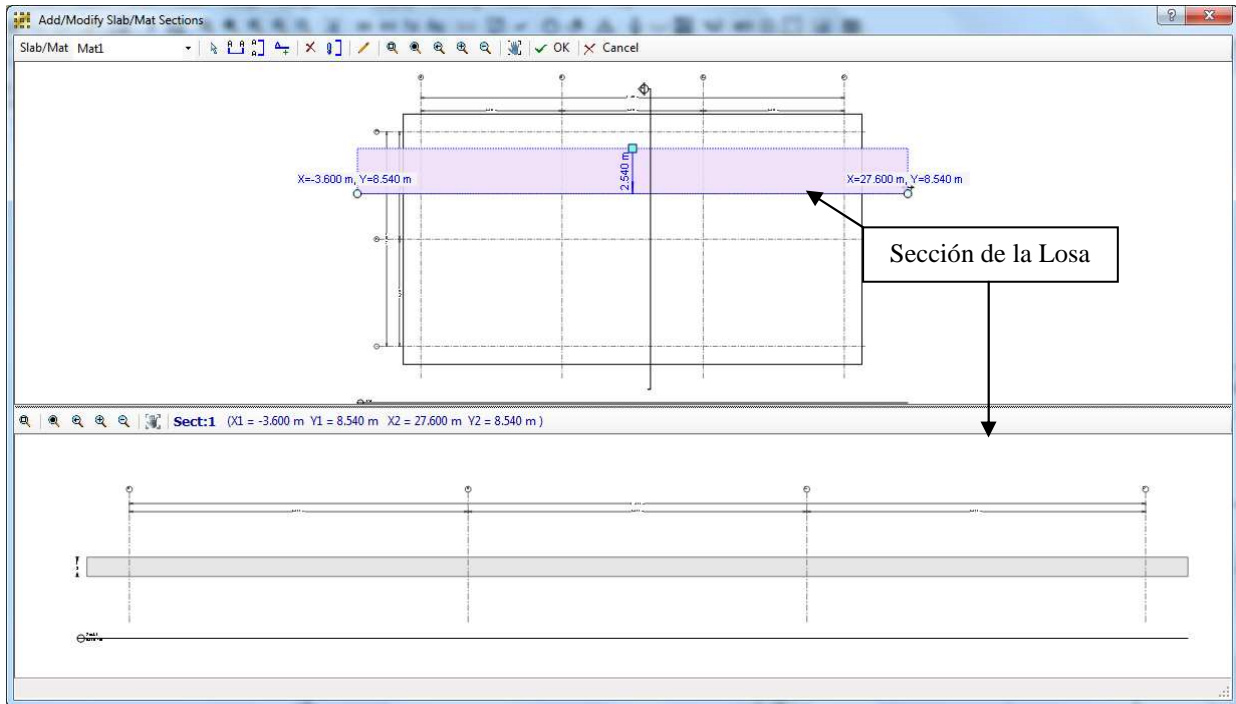 Add/Modify Slab/Mat Sections
Slab/Mat Mat1 OK Cancel
2.540 m
X=-3.600 m, Y=8.540 m
X=27.600 m, Y=8.540 m
Sección de la Losa
Sect:1 (X1 = -3.600 m Y1 = 8.540 m X2 = 27.600 m Y2 = 8.540 m )